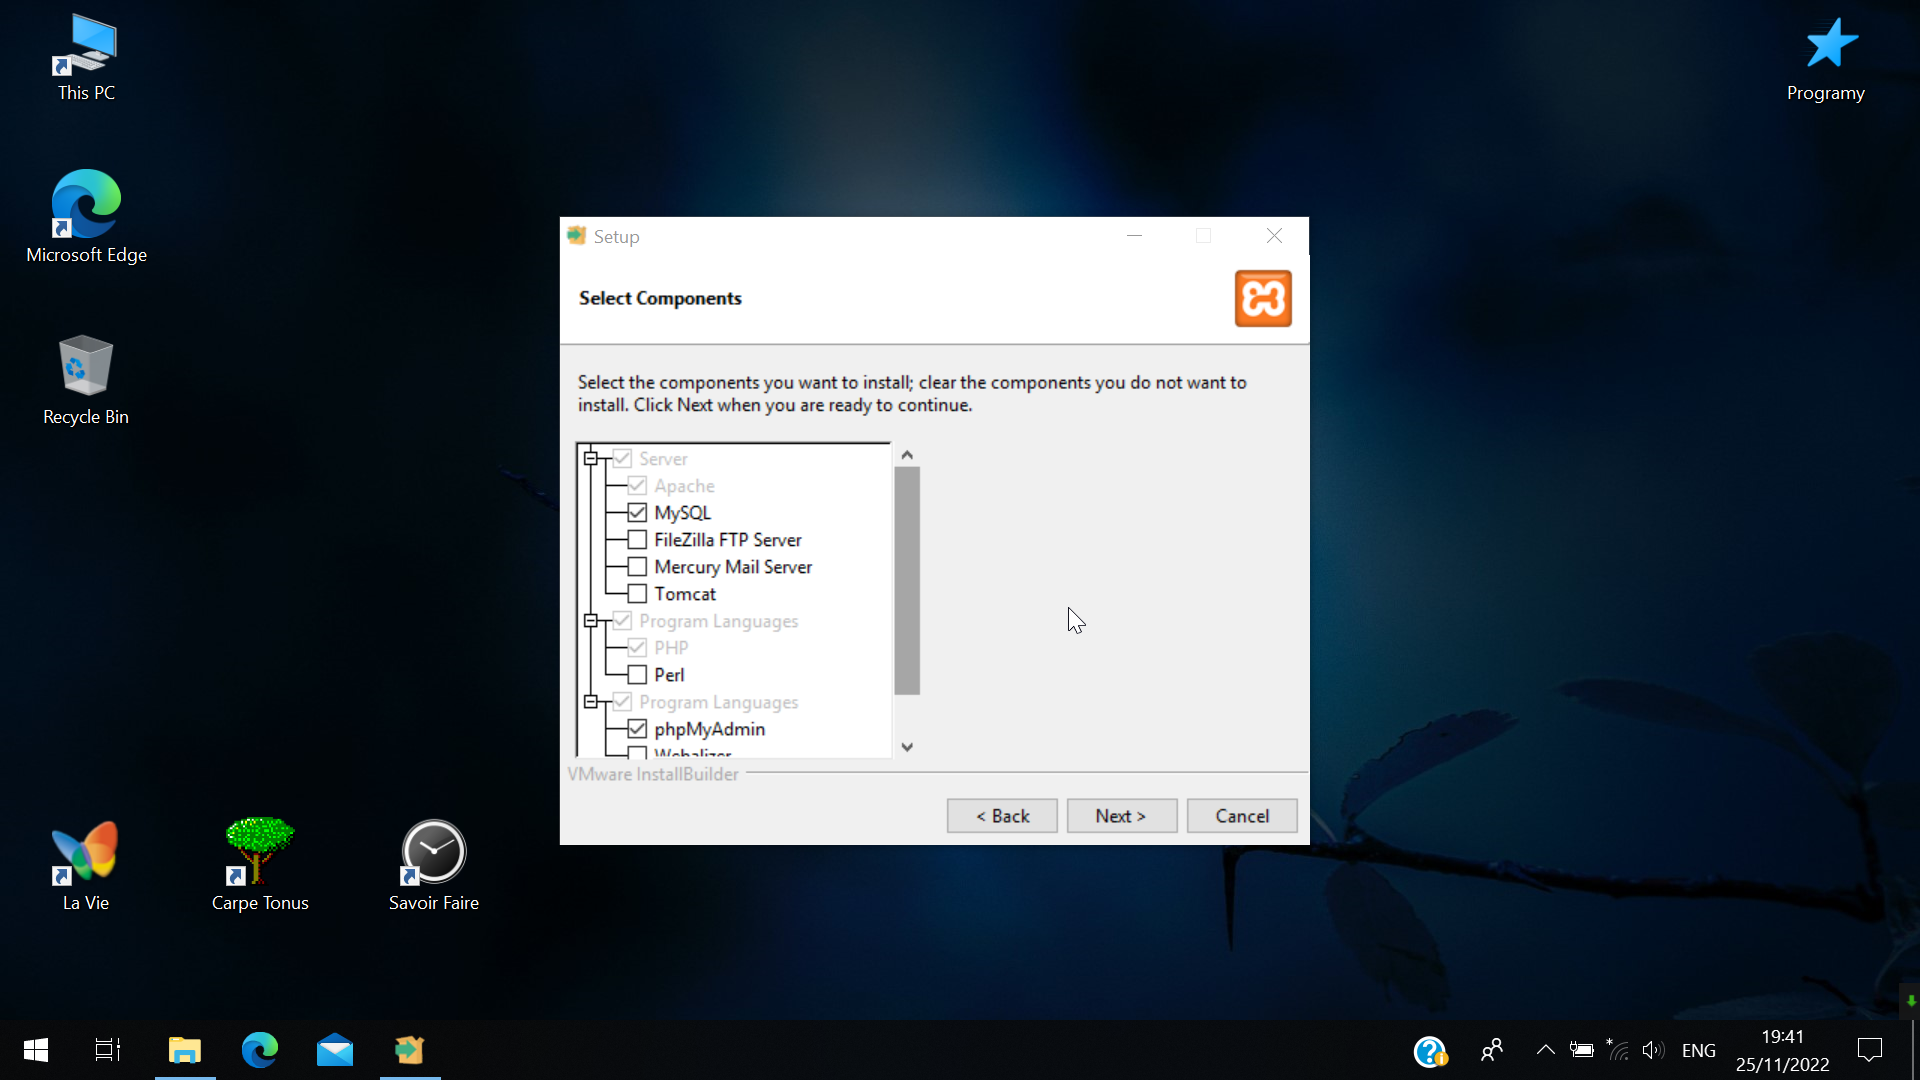 This PC
Programy
Microsoft Edge
Recycle Bin
Setup
Select Components
Select the components you want to install; clear the components you do not want to
install. Click Next when you are ready to continue.
Server
Apache
MySQL
FileZilla FTP Server
Mercury Mail Server
Tomcat
Program Languages
PHP
Perl
Program Languages
phpMyAdmin
Webalizer
VMware InstallBuilder
< Back
Next >
Cancel
La Vie
Carpe Tonus
Savoir Faire
ENG
19:41
25/11/2022